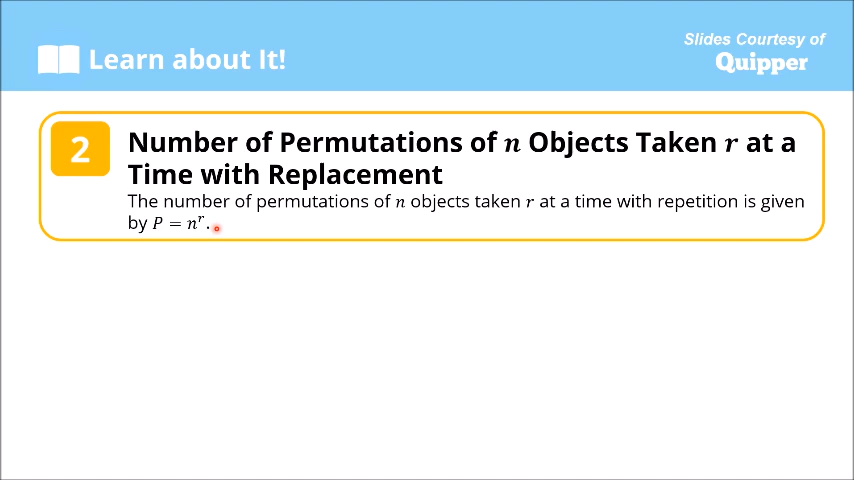 Learn about It!
Slides Courtesy of
Quipper
2
Number of Permutations of n Objects Taken r at a
Time with Replacement
The number of permutations of n objects taken r at a time with repetition is given
by P = nʳ.